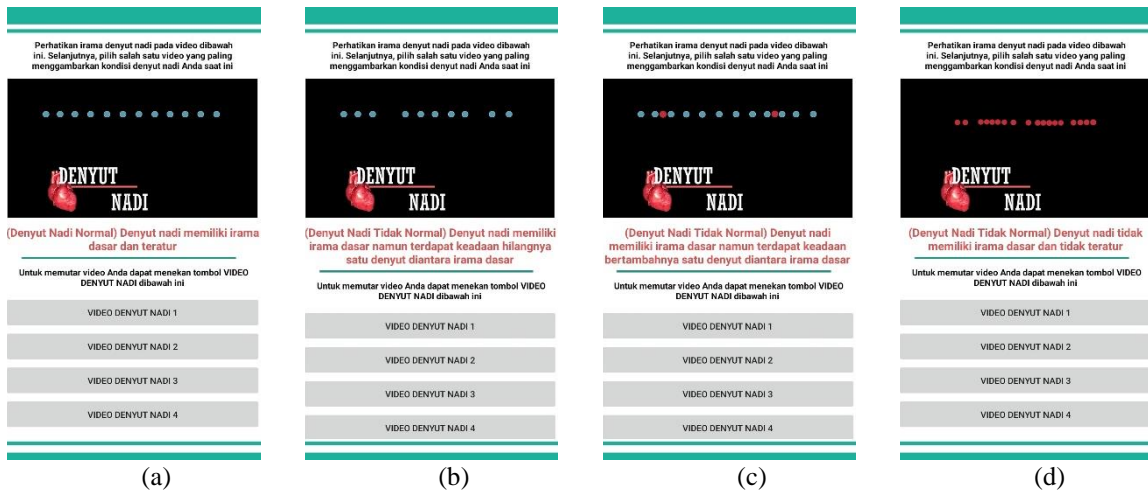 Perhatikan irama denyut nadi pada video dibawah
ini. Selanjutnya, pilih salah satu video yang paling
menggambarkan kondisi denyut nadi Anda saat ini
DENYUT
NADI
(Denyut Nadi Normal) Denyut nadi memiliki irama
dasar dan teratur
Untuk memutar video Anda dapat menekan tombol VIDEO
DENYUT NADI dibawah ini
VIDEO DENYUT NADI 1
VIDEO DENYUT NADI 2
VIDEO DENYUT NADI 3
VIDEO DENYUT NADI 4
(a)
Perhatikan irama denyut nadi pada video dibawah
ini. Selanjutnya, pilih salah satu video yang paling
menggambarkan kondisi denyut nadi Anda saat ini
DENYUT
NADI
(Denyut Nadi Tidak Normal) Denyut nadi memiliki
irama dasar namun terdapat keadaan hilangnya
satu denyut diantara irama dasar
Untuk memutar video Anda dapat menekan tombol VIDEO
DENYUT NADI dibawah ini
VIDEO DENYUT NADI 1
VIDEO DENYUT NADI 2
VIDEO DENYUT NADI 3
VIDEO DENYUT NADI 4
(b)
Perhatikan irama denyut nadi pada video dibawah
ini. Selanjutnya, pilih salah satu video yang paling
menggambarkan kondisi denyut nadi Anda saat ini
DENYUT
NADI
(Denyut Nadi Tidak Normal) Denyut nadi
memiliki irama dasar namun terdapat keadaan
bertambahnya satu denyut diantara irama dasar
Untuk memutar video Anda dapat menekan tombol VIDEO
DENYUT NADI dibawah ini
VIDEO DENYUT NADI 1
VIDEO DENYUT NADI 2
VIDEO DENYUT NADI 3
VIDEO DENYUT NADI 4
(c)
Perhatikan irama denyut nadi pada video dibawah
ini. Selanjutnya, pilih salah satu video yang paling
menggambarkan kondisi denyut nadi Anda saat ini
DENYUT
NADI
(Denyut Nadi Tidak Normal) Denyut nadi tidak
memiliki irama dasar dan tidak teratur
Untuk memutar video Anda dapat menekan tombol VIDEO
DENYUT NADI dibawah ini
VIDEO DENYUT NADI 1
VIDEO DENYUT NADI 2
VIDEO DENYUT NADI 3
VIDEO DENYUT NADI 4
(d)